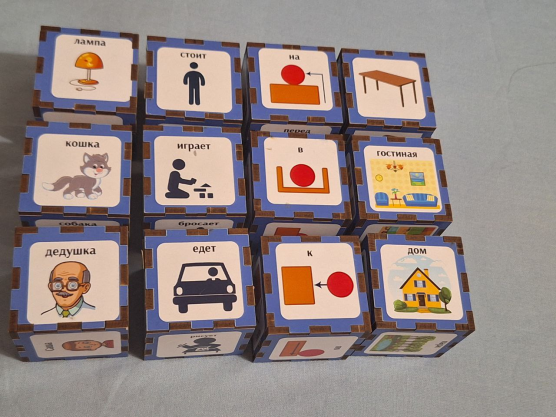 лампа
стоит
на
перед
кошка
играет
в
гостиная
собака
бросает
дедушка
едет
к
дом